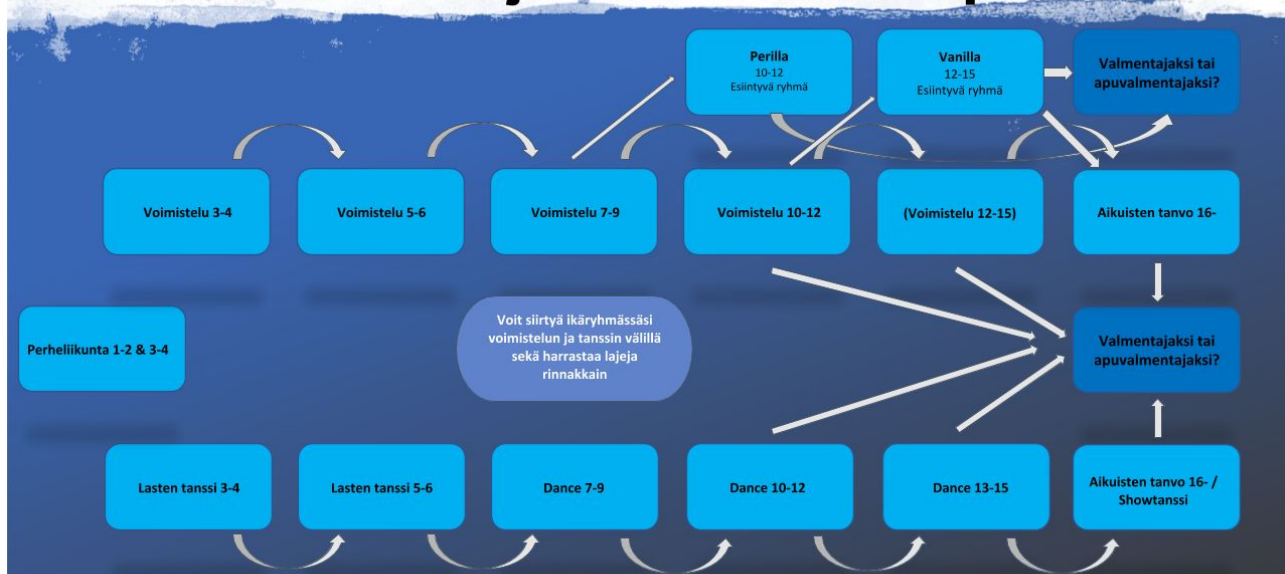 Perilla
10-12
Esiintyvä ryhmä
Vanilla
12-15
Esiintyvä ryhmä
Valmentajaksi tai
apuvalmentajaksi?
Voimistelu 3-4
Voimistelu 5-6
Voimistelu 7-9
Voimistelu 10-12
(Voimistelu 12-15)
Aikuisten tanvo 16-
Perheliikunta 1-2 & 3-4
Voit siirtyä ikäryhmässäsi
voimistelun ja tanssin välillä
sekä harrastaa lajeja
rinnakkain
Valmentajaksi tai
apuvalmentajaksi?
Lasten tanssi 3-4
Lasten tanssi 5-6
Dance 7-9
Dance 10-12
Dance 13-15
Aikuisten tanvo 16- /
Showtanssi